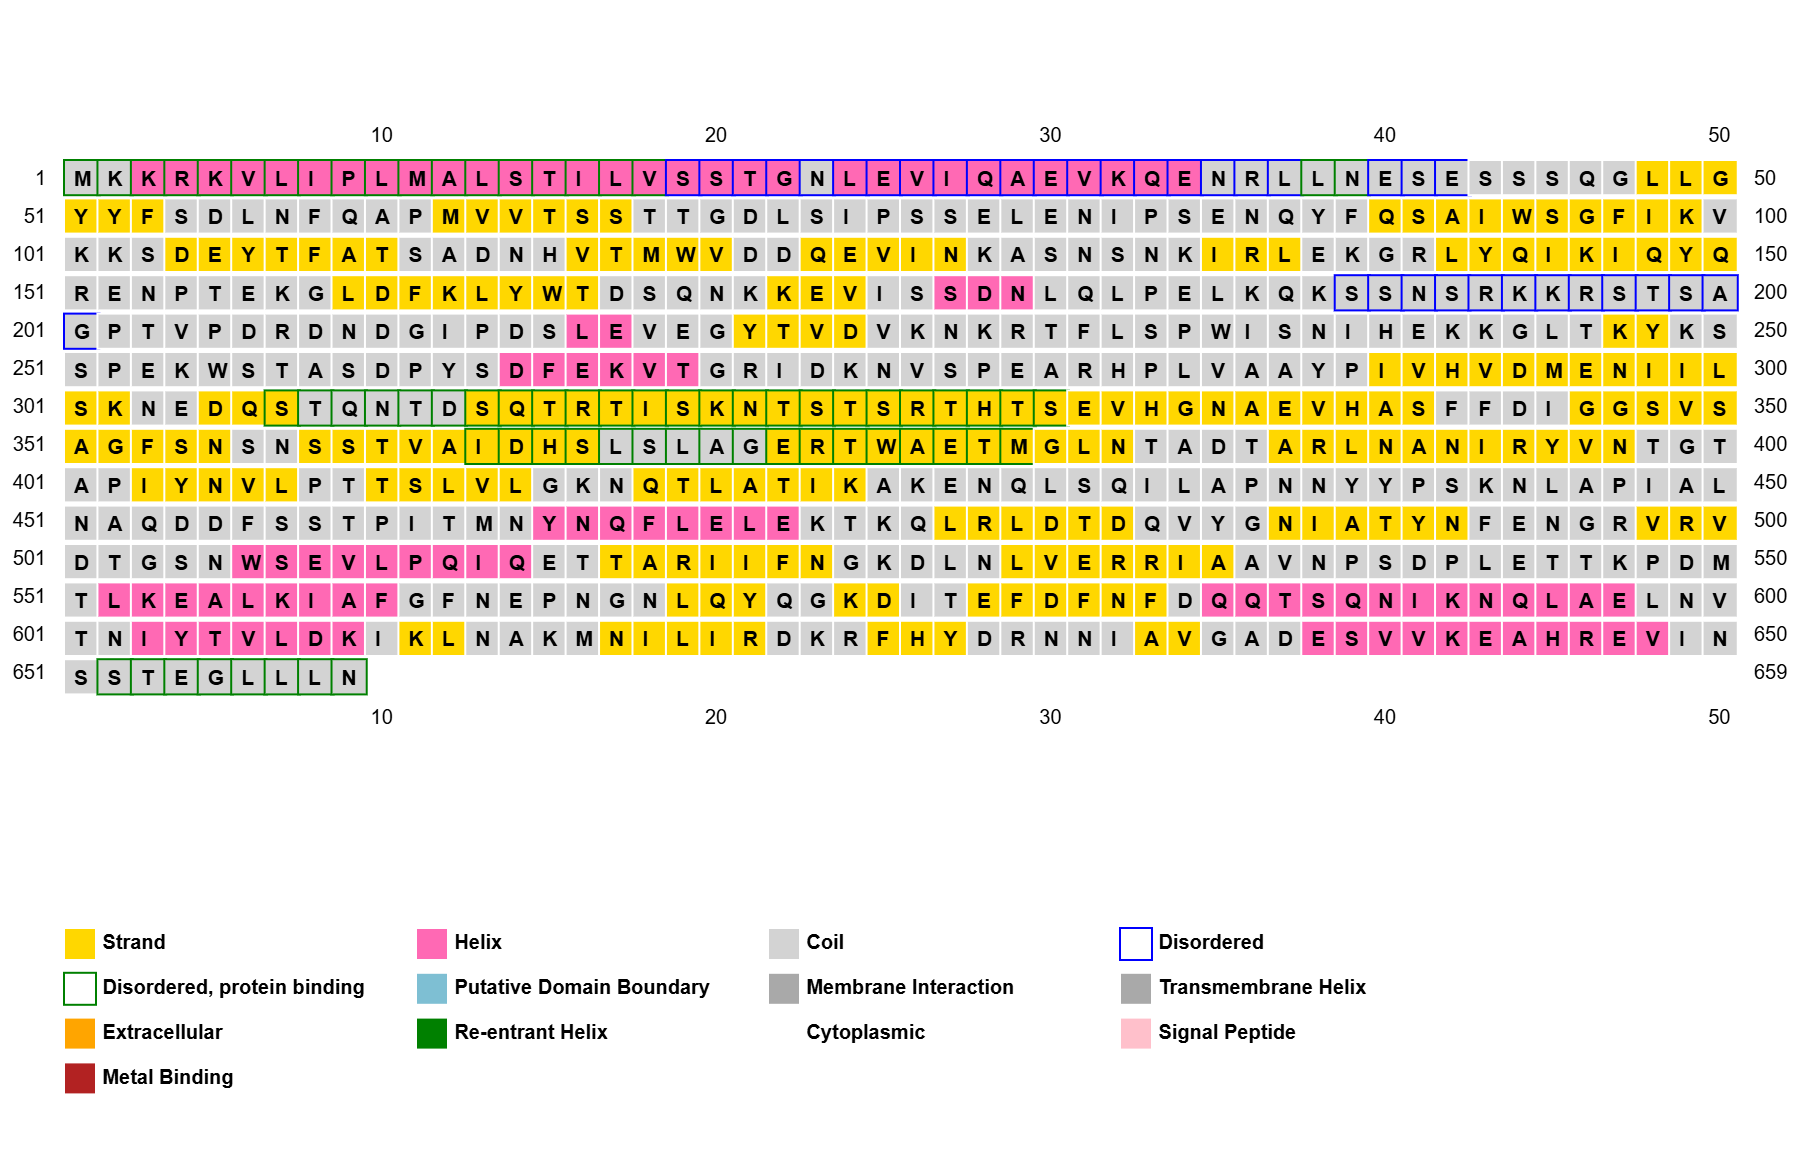 10 20 30 40 50
1 M K K R K V L I P L M A L S T I L V S S T G N L E V I Q A E V K Q E N R L L N E S E S S S Q G L L G 50
51 Y Y F S D L N F Q A P M V V T S S T T G D L S I P S S E L E N I P S E N Q Y F Q S A I W S G F I K V 100
101 K K S D E Y T F A T S A D N H V T M W V D D Q E V I N K A S N S N K I R L E K G R L Y Q I K I Q Y Q 150
151 R E N P T E K G L D F K L Y W T D S Q N K K E V I S S D N L Q L P E L K Q K S S N S R K K R S T S A 200
201 G P T V P D R D N D G I P D S L E V E G Y T V D V K N K R T F L S P W I S N I H E K K G L T K Y K S 250
251 S P E K W S T A S D P Y S D F E K V T G R I D K N V S P E A R H P L V A A Y P I V H V D M E N I I L 300
301 S K N E D Q S T Q N T D S Q T R T I S K N T S T S R T H T S E V H G N A E V H A S F F D I G G S V S 350
351 A G F S N S N S S T V A I D H S L S L A G E R T W A E T M G L N T A D T A R L N A N I R Y V N T G T 400
401 A P I Y N V L P T T S L V L G K N Q T L A T I K A K E N Q L S Q I L A P N N Y Y P S K N L A P I A L 450
451 N A Q D D F S S T P I T M N Y N Q F L E L E K T K Q L R L D T D Q V Y G N I A T Y N F E N G R V R V 500
501 D T G S N W S E V L P Q I Q E T T A R I I F N G K D L N L V E R R I A A V N P S D P L E T T K P D M 550
551 T L K E A L K I A F G F N E P N G N L Q Y Q G K D I T E F D F N F D Q Q T S Q N I K N Q L A E L N V 600
601 T N I Y T V L D K I K L N A K M N I L I R D K R F H Y D R N N I A V G A D E S V V K E A H R E V I N 650
651 S S T E G L L L N 659
10 20 30 40 50
Strand Helix Coil Disordered
Disordered, protein binding Putative Domain Boundary Membrane Interaction Transmembrane Helix
Extracellular Re-entrant Helix Cytoplasmic Signal Peptide
Metal Binding